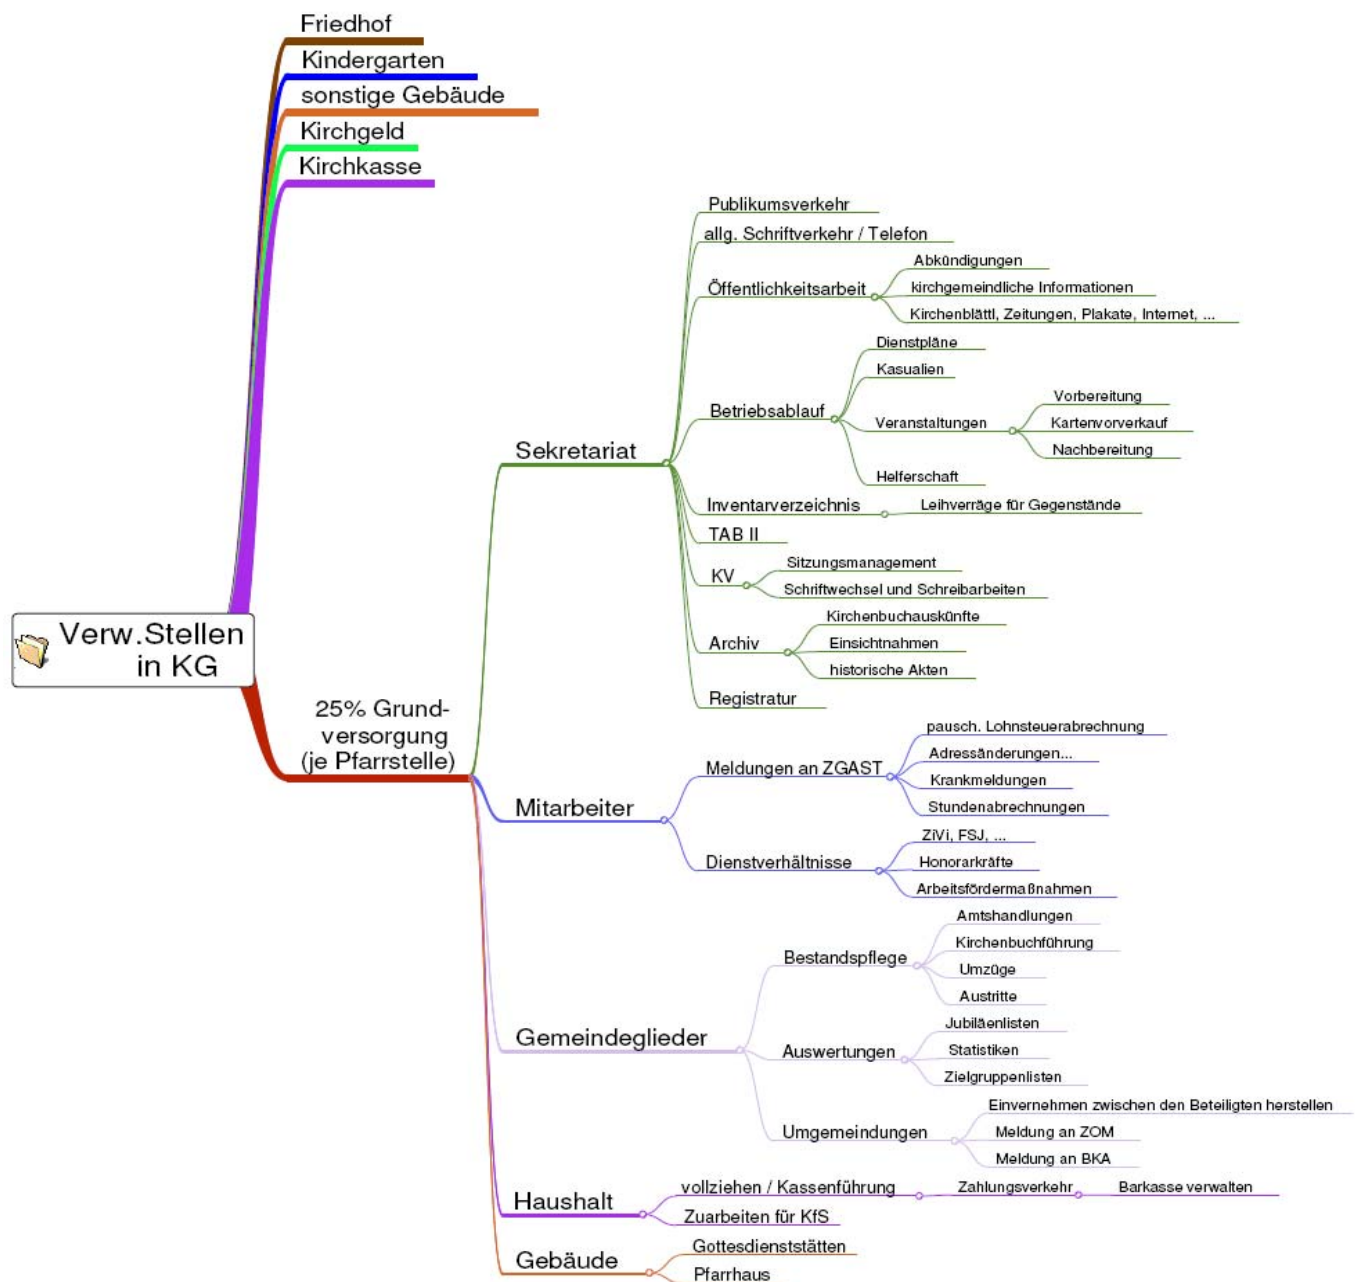 Friedhof
Kindergarten
sonstige Gebäude
Kirchgeld
Kirchkasse
Verw.Stellen
in KG
25% Grund-
versorgung
(je Pfarrstelle)
Sekretariat
Publikumsverkehr
allg. Schriftverkehr / Telefon
Öffentlichkeitsarbeit
Abkündigungen
kirchgemeindliche Informationen
Kirchenblättl, Zeitungen, Plakate, Internet, ...
Betriebsablauf
Dienstpläne
Kasualien
Veranstaltungen
Vorbereitung
Kartenvorverkauf
Nachbereitung
Helferschaft
Inventarverzeichnis
Leihverräge für Gegenstände
TAB II
KV
Sitzungsmanagement
Schriftwechsel und Schreibarbeiten
Archiv
Kirchenbuchauskünfte
Einsichtnahmen
historische Akten
Registratur
Mitarbeiter
Meldungen an ZGAST
pausch. Lohnsteuerabrechnung
Adressänderungen...
Krankmeldungen
Stundenabrechnungen
Dienstverhältnisse
ZiVi, FSJ, ...
Honorarkräfte
Arbeitsfördermaßnahmen
Gemeindeglieder
Bestandspflege
Amtshandlungen
Kirchenbuchführung
Umzüge
Austritte
Auswertungen
Jubiläenlisten
Statistiken
Zielgruppenlisten
Umgemeindungen
Einvernehmen zwischen den Beteiligten herstellen
Meldung an ZOM
Meldung an BKA
Haushalt
vollziehen / Kassenführung
Zahlungsverkehr
Barkasse verwalten
Zuarbeiten für KfS
Gebäude
Gottesdienststätten
Pfarrhaus